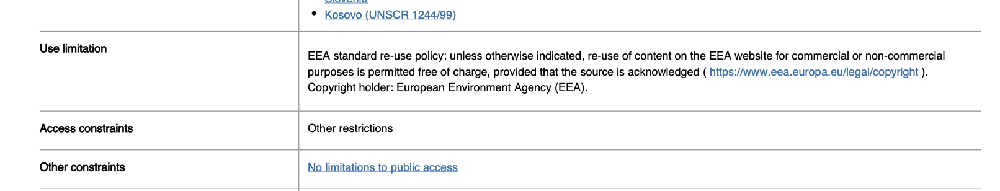 Slovenia
Kosovo (UNSCR 1244/99)
Use limitation
EEA standard re-use policy: unless otherwise indicated, re-use of content on the EEA website for commercial or non-commercial
purposes is permitted free of charge, provided that the source is acknowledged ( https://www.eea.europa.eu/legal/copyright ).
Copyright holder: European Environment Agency (EEA).
Access constraints
Other restrictions
Other constraints
No limitations to public access